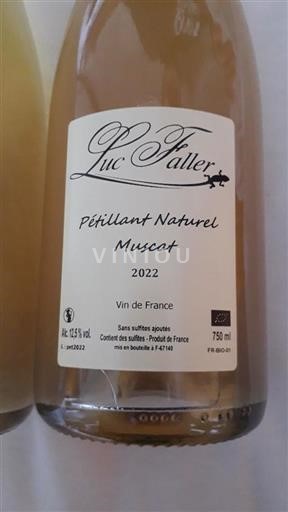 Luc Faller
Pétillant Naturel
Muscat
VINIOU
2022
Vin de France
Sans sulfites ajoutés
Alc. 12,5 % vol.
Contient des sulfites - Produit de France
750 ml
L : pet2022
mis en bouteille à F-67140
FR-BIO-01